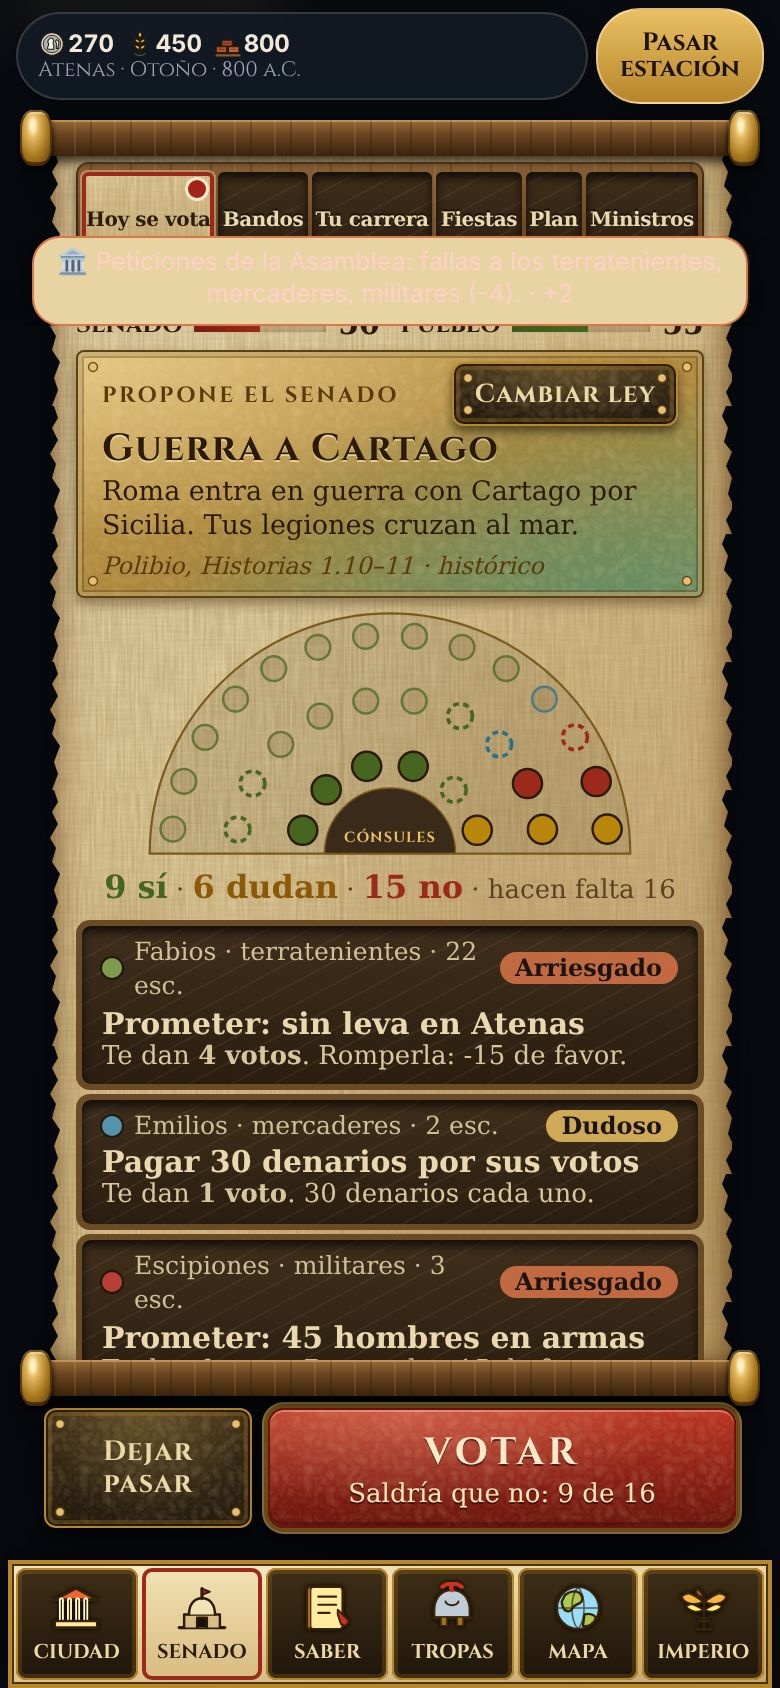 270 450 800
Atenas · Otoño · 800 a.C.
Pasar estación
Hoy se vota Bandos Tu carrera Fiestas Plan Ministros
🏛️ Peticiones de la Asamblea: fallas a los terratenientes,
mercaderes, militares (-4). · +2
PROPONE EL SENADO
Cambiar ley
Guerra a Cartago
Roma entra en guerra con Cartago por
Sicilia. Tus legiones cruzan al mar.
Polibio, Historias 1.10–11 · histórico
CÓNSULES
9 sí · 6 dudan · 15 no · hacen falta 16
Fabios · terratenientes · 22
esc.
Arriesgado
Prometer: sin leva en Atenas
Te dan 4 votos. Romperla: -15 de favor.
Emilios · mercaderes · 2 esc.
Dudoso
Pagar 30 denarios por sus votos
Te dan 1 voto. 30 denarios cada uno.
Escipiones · militares · 3
esc.
Arriesgado
Prometer: 45 hombres en armas
Dejar
pasar
VOTAR
Saldría que no: 9 de 16
CIUDAD SENADO SABER TROPAS MAPA IMPERIO